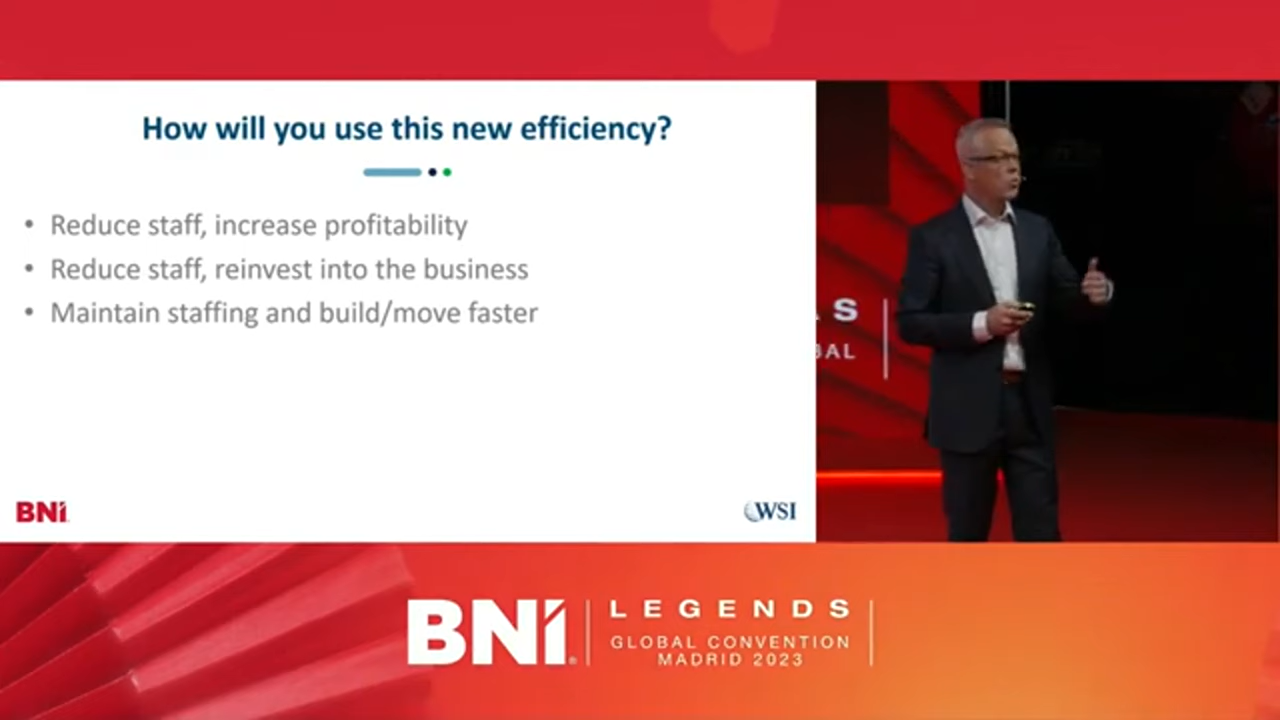 How will you use this new efficiency?
• Reduce staff, increase profitability
• Reduce staff, reinvest into the business
• Maintain staffing and build/move faster
S
BAL
BNI
WSI
BNI®
LEGENDS
GLOBAL CONVENTION
MADRID 2023